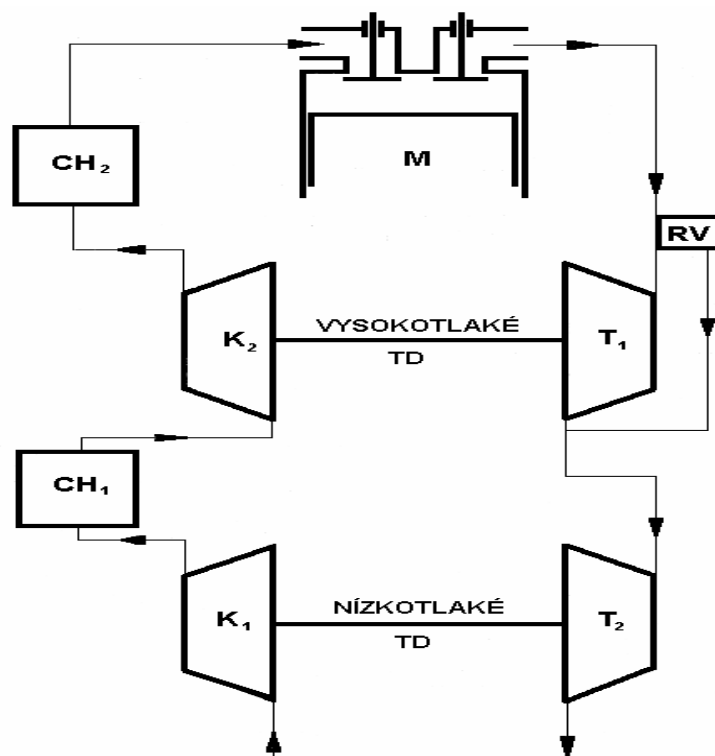 CH₂
M
RV
K₂
VYSOKOTLAKÉ
TD
T₁
CH₁
K₁
NÍZKOTLAKÉ
TD
T₂